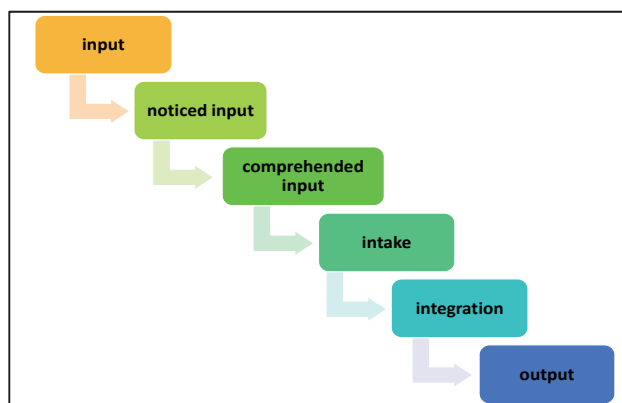 input
noticed input
comprehended
input
intake
integration
output